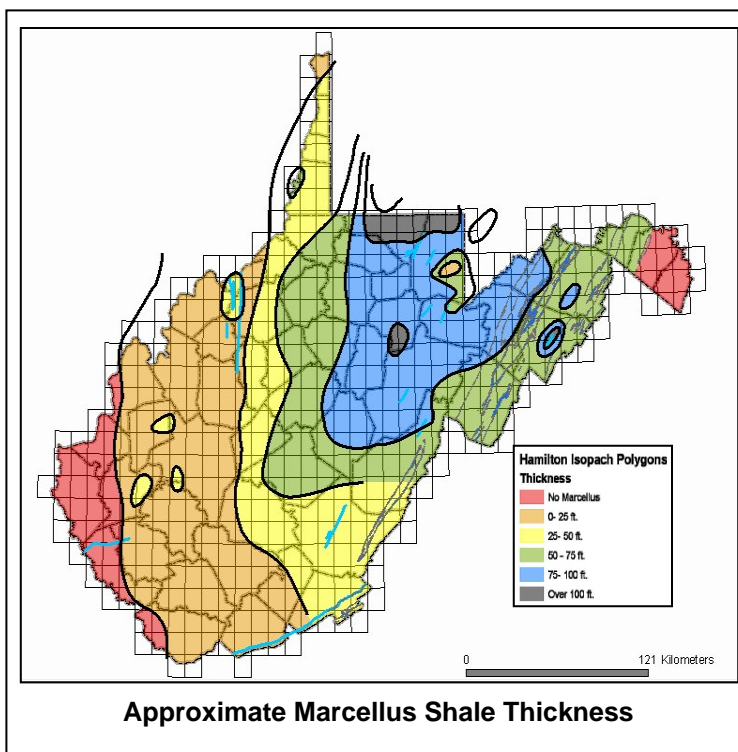 Hamilton Isopach Polygons
Thickness
No Marcellus
0- 25 ft.
25- 50 ft.
50 - 75 ft.
75- 100 ft.
Over 100 ft.
0 121 Kilometers
Approximate Marcellus Shale Thickness